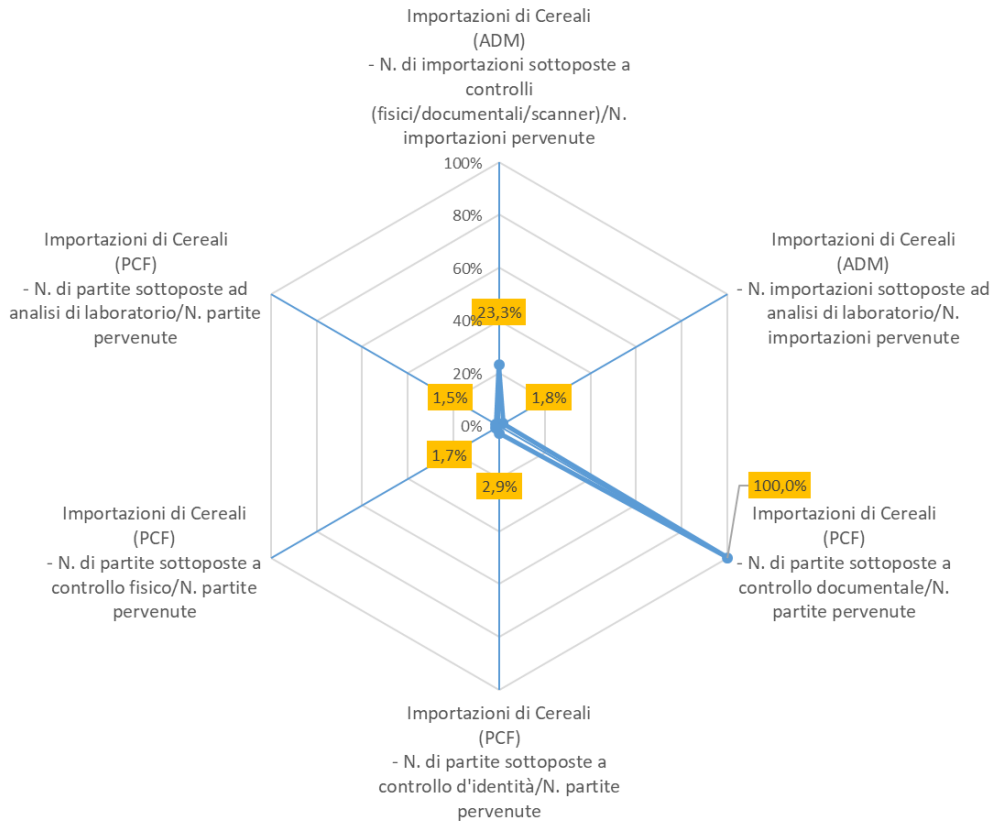 Importazioni di Cereali
(ADM)
- N. di importazioni sottoposte a
controlli
(fisici/documentali/scanner)/N.
importazioni pervenute
100%
80%
60%
40%
20%
0%
23,3%
Importazioni di Cereali
(ADM)
- N. importazioni sottoposte ad
analisi di laboratorio/N.
importazioni pervenute
1,8%
100,0%
Importazioni di Cereali
(PCF)
- N. di partite sottoposte a
controllo documentale/N.
partite pervenute
2,9%
Importazioni di Cereali
(PCF)
- N. di partite sottoposte a
controllo d'identità/N. partite
pervenute
1,7%
Importazioni di Cereali
(PCF)
- N. di partite sottoposte a
controllo fisico/N. partite
pervenute
1,5%
Importazioni di Cereali
(PCF)
- N. di partite sottoposte ad
analisi di laboratorio/N. partite
pervenute